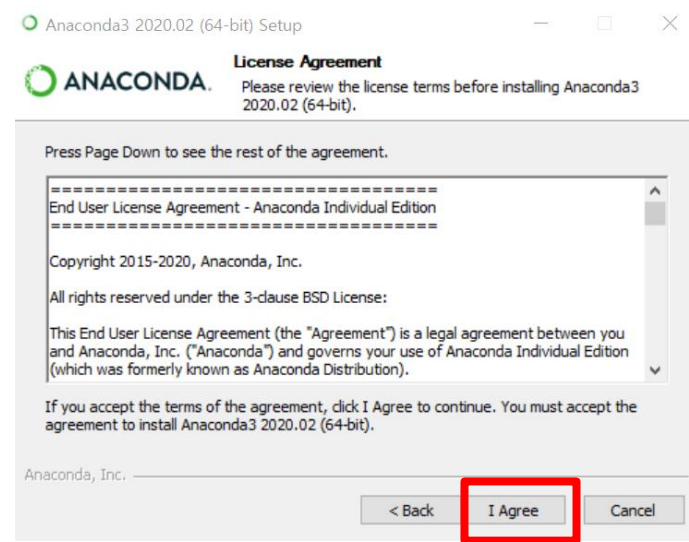 Anaconda3 2020.02 (64-bit) Setup
ANACONDA.
License Agreement
Please review the license terms before installing Anaconda3
2020.02 (64-bit).
Press Page Down to see the rest of the agreement.
===================================
End User License Agreement - Anaconda Individual Edition
===================================
Copyright 2015-2020, Anaconda, Inc.
All rights reserved under the 3-clause BSD License:
This End User License Agreement (the "Agreement") is a legal agreement between you
and Anaconda, Inc. ("Anaconda") and governs your use of Anaconda Individual Edition
(which was formerly known as Anaconda Distribution).
If you accept the terms of the agreement, click I Agree to continue. You must accept the
agreement to install Anaconda3 2020.02 (64-bit).
Anaconda, Inc.
< Back I Agree Cancel